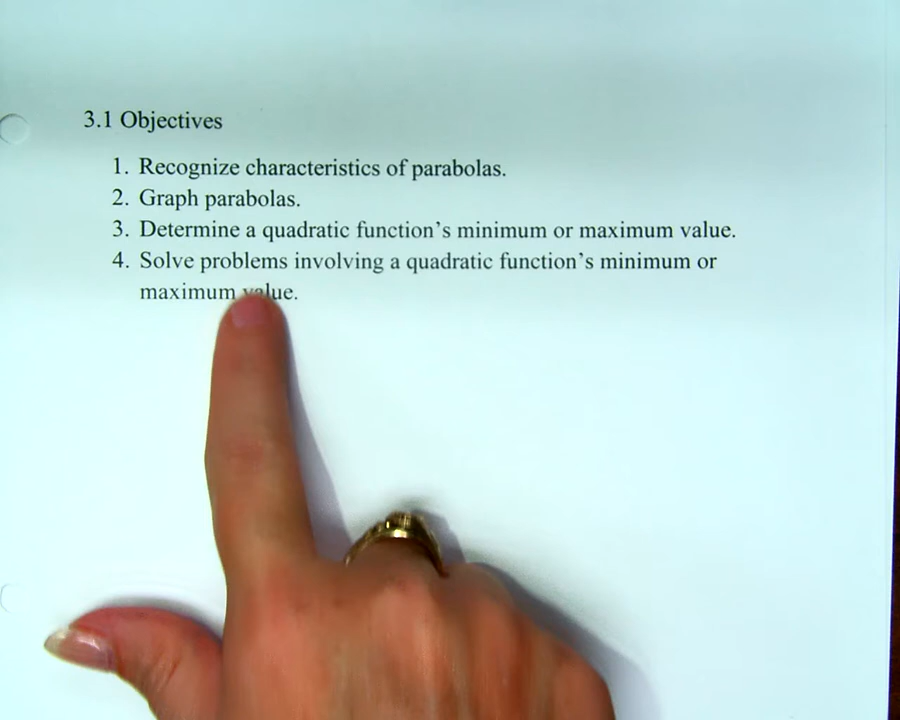 3.1 Objectives
1. Recognize characteristics of parabolas.
2. Graph parabolas.
3. Determine a quadratic function's minimum or maximum value.
4. Solve problems involving a quadratic function's minimum or
maximum value.